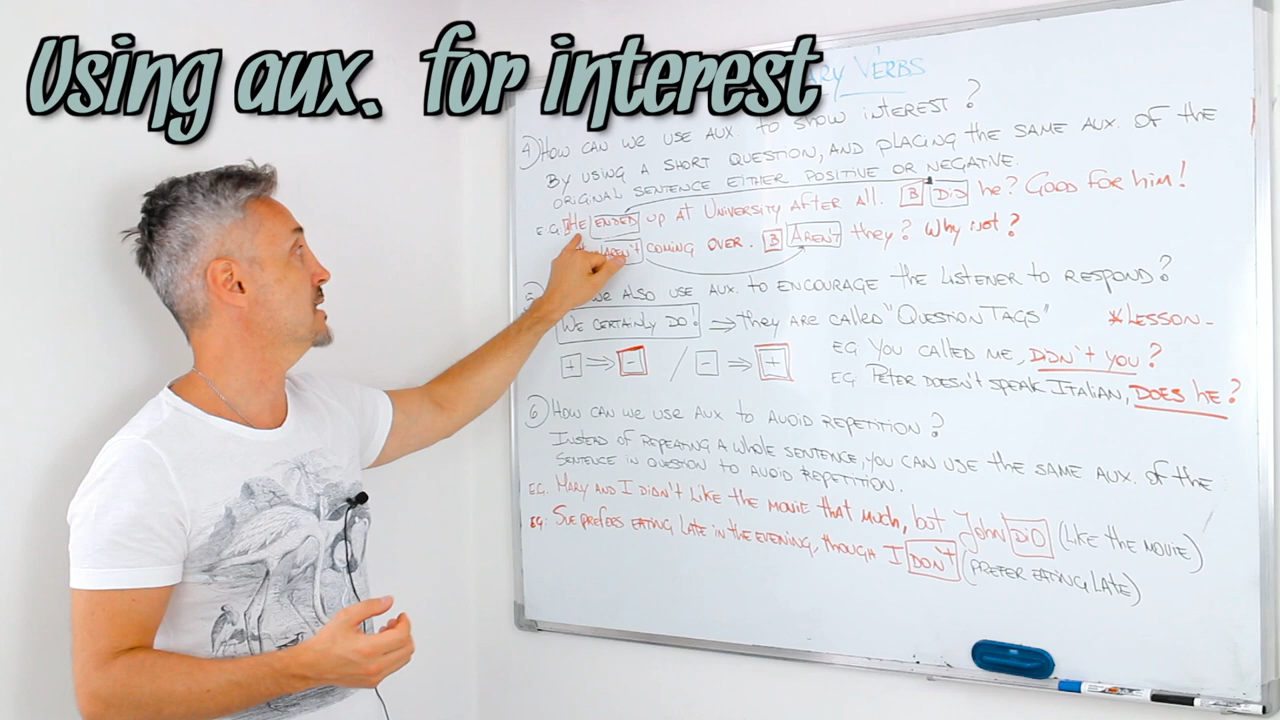 Using aux. for interest
VERBS
4) HOW CAN WE USE AUX. TO SHOW INTEREST?
BY USING A SHORT QUESTION, AND PLACING THE SAME AUX. OF THE
ORIGINAL SENTENCE EITHER POSITIVE OR NEGATIVE.
E.G. HE ENDED UP AT UNIVERSITY AFTER ALL. B DID he? GOOD FOR him!
AREN'T COMING OVER. B AREN'T they? Why NOT?
WE ALSO USE AUX. TO ENCOURAGE THE LISTENER TO RESPOND?
WE CERTAINLY DO! ⇒ THEY ARE CALLED "QUESTION TAGS" *LESSON-
+ ⇒ - / - ⇒ + EG YOU CALLED ME, DIDN'T YOU?
EG PETER DOESN'T SPEAK ITALIAN, DOES HE?
6 HOW CAN WE USE AUX TO AVOID REPETITION?
INSTEAD OF REPEATING A WHOLE SENTENCE, YOU CAN USE THE SAME AUX. OF THE
SENTENCE IN QUESTION TO AVOID REPETITION.
E.G. MARY AND I DIDN'T LIKE THE MOVIE THAT MUCH, but JOHN DID (LIKE THE MOVIE)
EG: SUE PREFERS EATING LATE IN THE EVENING, THOUGH I DON'T (PREFER EATING LATE)